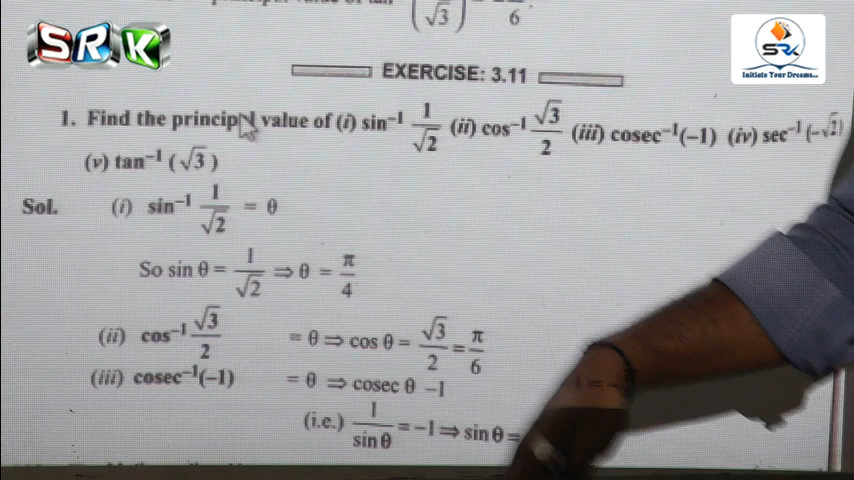 (√3) 6 .
SRK
SRK
Initiate Your Dreams...
EXERCISE: 3.11
1. Find the principal value of (i) sin⁻¹ 1/√2 (ii) cos⁻¹ √3/2 (iii) cosec⁻¹(–1) (iv) sec⁻¹(–√2)
(v) tan⁻¹ (√3)
Sol. (i) sin⁻¹ 1/√2 = θ
So sin θ = 1/√2 ⇒ θ = π/4
(ii) cos⁻¹ √3/2 = θ ⇒ cos θ = √3/2 = π/6
(iii) cosec⁻¹(–1) = θ ⇒ cosec θ –1
(i.e.) 1/sin θ = –1 ⇒ sin θ =